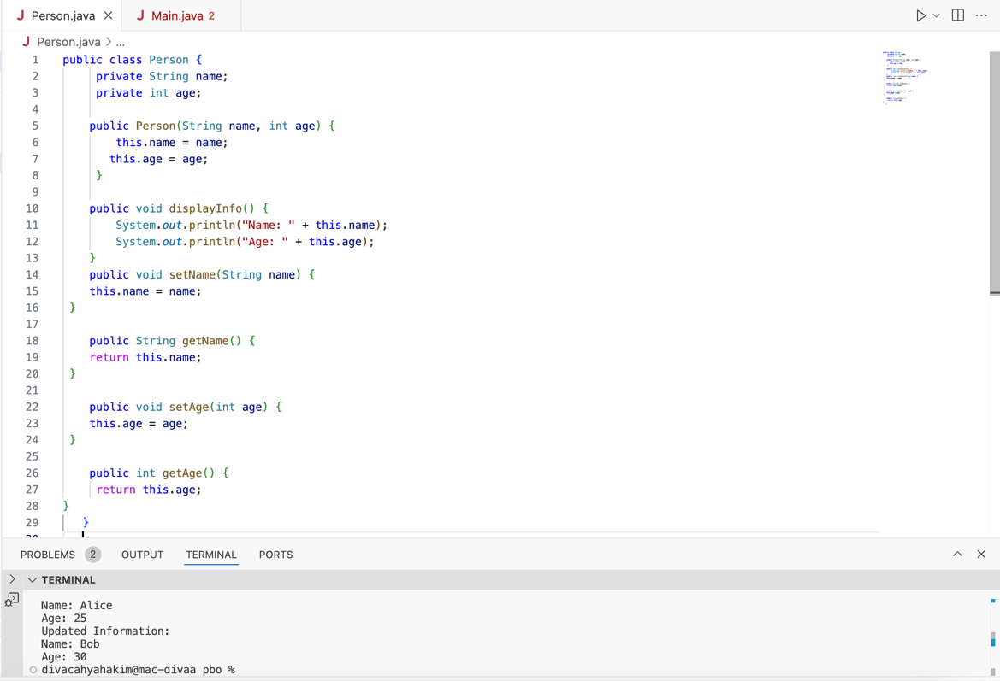 J Person.java
J Main.java 2
J Person.java > ...
1 public class Person {
2 private String name;
3 private int age;
4
5 public Person(String name, int age) {
6 this.name = name;
7 this.age = age;
8 }
9
10 public void displayInfo() {
11 System.out.println("Name: " + this.name);
12 System.out.println("Age: " + this.age);
13 }
14 public void setName(String name) {
15 this.name = name;
16 }
17
18 public String getName() {
19 return this.name;
20 }
21
22 public void setAge(int age) {
23 this.age = age;
24 }
25
26 public int getAge() {
27 return this.age;
28 }
29 }
30
PROBLEMS 2 OUTPUT TERMINAL PORTS
TERMINAL
Name: Alice
Age: 25
Updated Information:
Name: Bob
Age: 30
divacahyahakim@mac-divaa pbo %